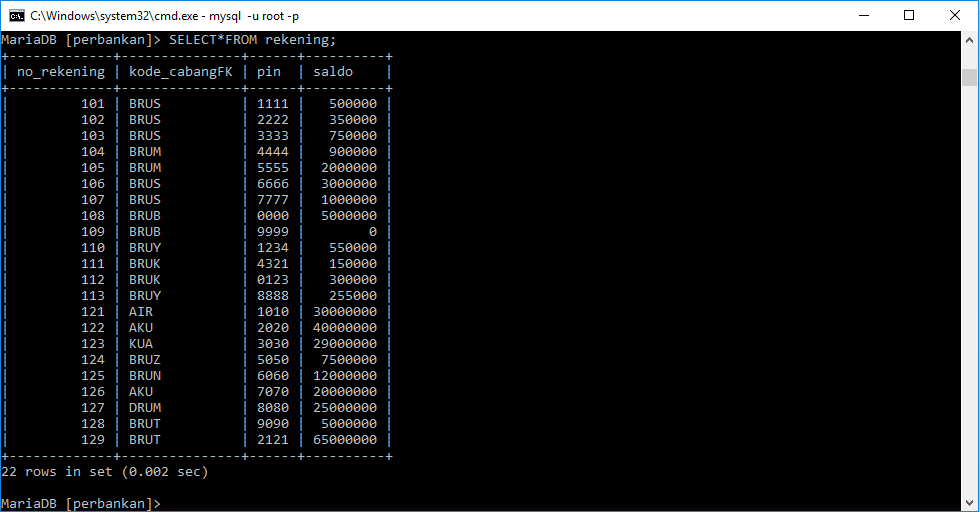 C:\Windows\system32\cmd.exe - mysql  -u root -p
MariaDB [perbankan]> SELECT*FROM rekening;
+-------------+---------------+------+----------+
| no_rekening | kode_cabangFK | pin  | saldo    |
+-------------+---------------+------+----------+
|         101 | BRUS          | 1111 |   500000 |
|         102 | BRUS          | 2222 |   350000 |
|         103 | BRUS          | 3333 |   750000 |
|         104 | BRUM          | 4444 |   900000 |
|         105 | BRUM          | 5555 |  2000000 |
|         106 | BRUS          | 6666 |  3000000 |
|         107 | BRUS          | 7777 |  1000000 |
|         108 | BRUB          | 0000 |  5000000 |
|         109 | BRUB          | 9999 |        0 |
|         110 | BRUY          | 1234 |   550000 |
|         111 | BRUK          | 4321 |   150000 |
|         112 | BRUK          | 0123 |   300000 |
|         113 | BRUY          | 8888 |   255000 |
|         121 | AIR           | 1010 | 30000000 |
|         122 | AKU           | 2020 | 40000000 |
|         123 | KUA           | 3030 | 29000000 |
|         124 | BRUZ          | 5050 |  7500000 |
|         125 | BRUN          | 6060 | 12000000 |
|         126 | AKU           | 7070 | 20000000 |
|         127 | DRUM          | 8080 | 25000000 |
|         128 | BRUT          | 9090 |  5000000 |
|         129 | BRUT          | 2121 | 65000000 |
+-------------+---------------+------+----------+
22 rows in set (0.002 sec)
MariaDB [perbankan]>